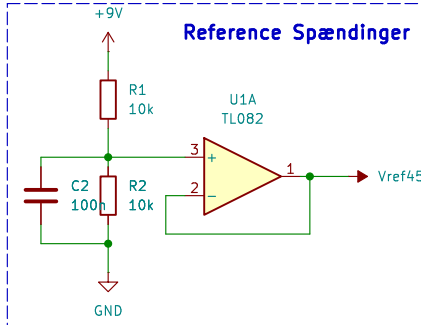 +9V
Reference Spændinger
R1
10k
U1A
TL082
3
+
1
C2
100n
R2
10k
2
-
Vref45
GND